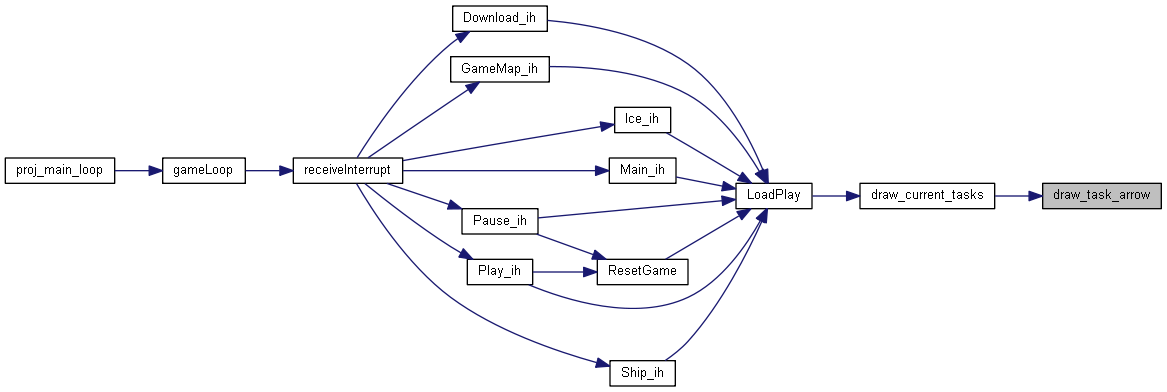 Download_ih
GameMap_ih
Ice_ih
proj_main_loop
gameLoop
receiveInterrupt
Main_ih
LoadPlay
draw_current_tasks
draw_task_arrow
Pause_ih
Play_ih
ResetGame
Ship_ih